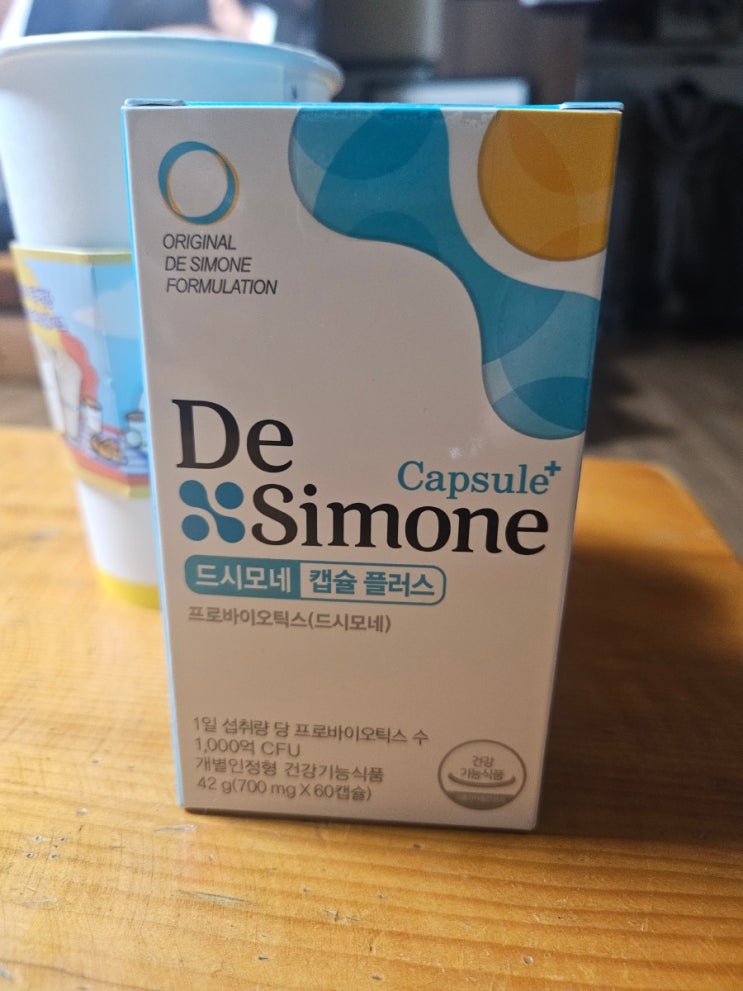 ORIGINAL
DE SIMONE
FORMULATION
De
Capsule+
Simone
드시모네 캡슐 플러스
프로바이오틱스(드시모네)
1일 섭취량 당 프로바이오틱스 수
1,000억 CFU
개별인정형 건강기능식품
42 g(700 mg X 60캡슐)
건강
기능식품